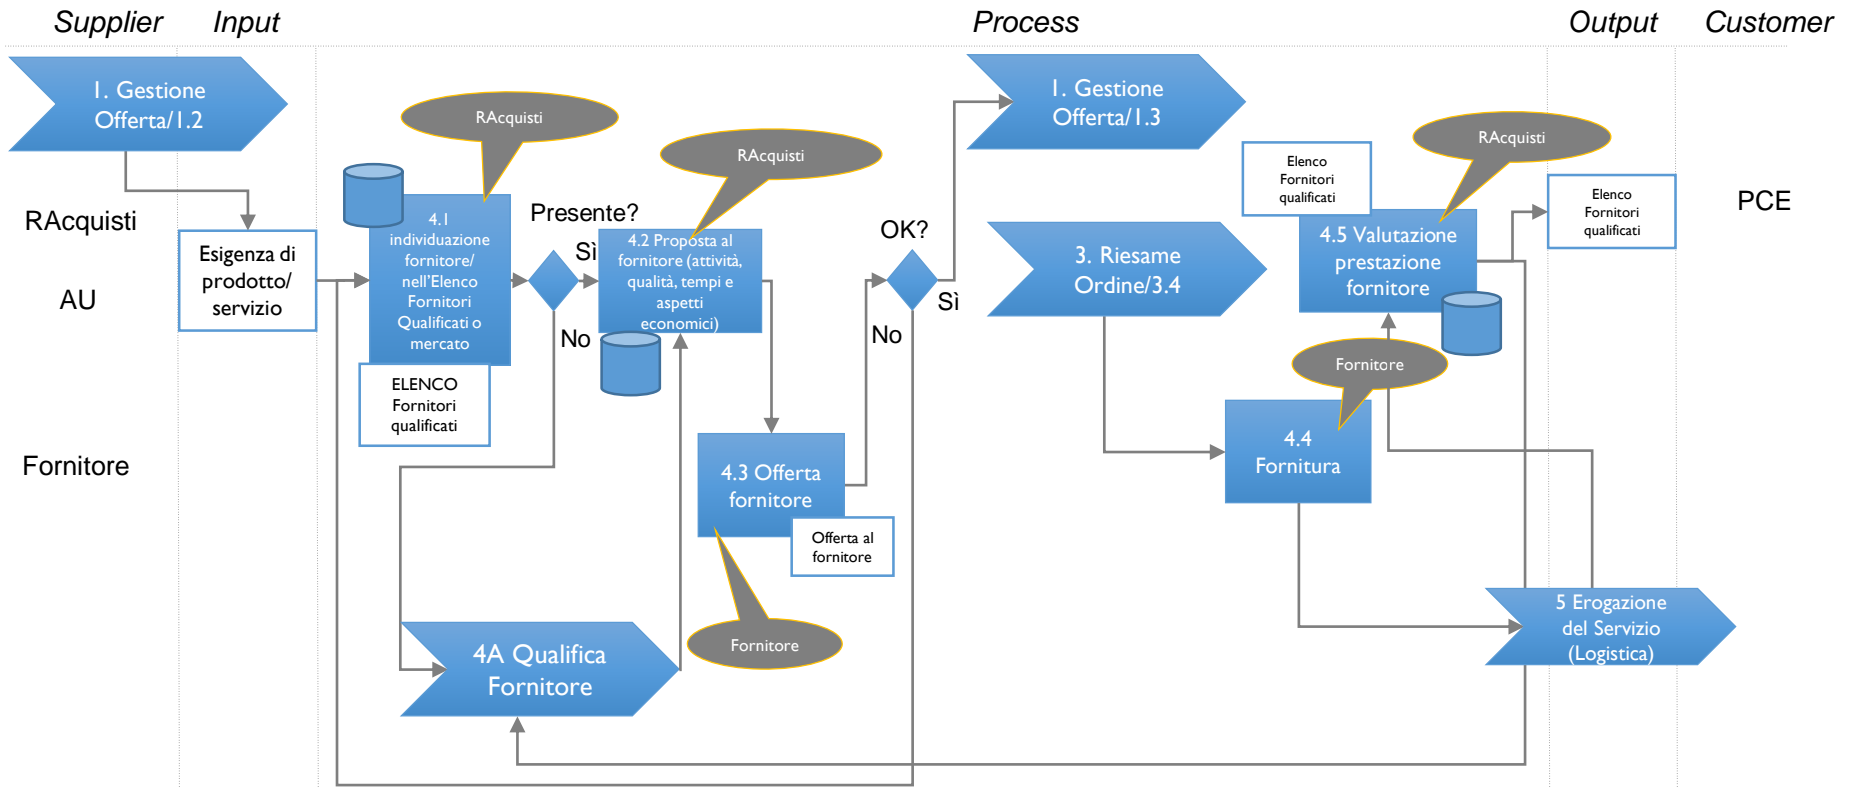 Supplier
Input
Process
Output
Customer
1. Gestione
Offerta/1.2
RAcquisti
AU
Fornitore
Esigenza di
prodotto/
servizio
RAcquisti
4.1
individuazione
fornitore/
nell'Elenco
Fornitori
Qualificati o
mercato
ELENCO
Fornitori
qualificati
Presente?
Sì
No
RAcquisti
4.2 Proposta al
fornitore (attività,
qualità, tempi e
aspetti
economici)
4.3 Offerta
fornitore
Offerta al
fornitore
Fornitore
4A Qualifica
Fornitore
OK?
Sì
No
1. Gestione
Offerta/1.3
3. Riesame
Ordine/3.4
4.4
Fornitura
Fornitore
RAcquisti
Elenco
Fornitori
qualificati
4.5 Valutazione
prestazione
fornitore
5 Erogazione
del Servizio
(Logistica)
Elenco
Fornitori
qualificati
PCE